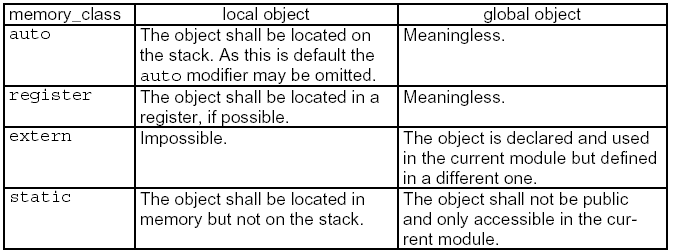 memory_class local object global object
auto The object shall be located on the stack. As this is default the auto modifier may be omitted. Meaningless.
register The object shall be located in a register, if possible. Meaningless.
extern Impossible. The object is declared and used in the current module but defined in a different one.
static The object shall be located in memory but not on the stack. The object shall not be public and only accessible in the cur-rent module.